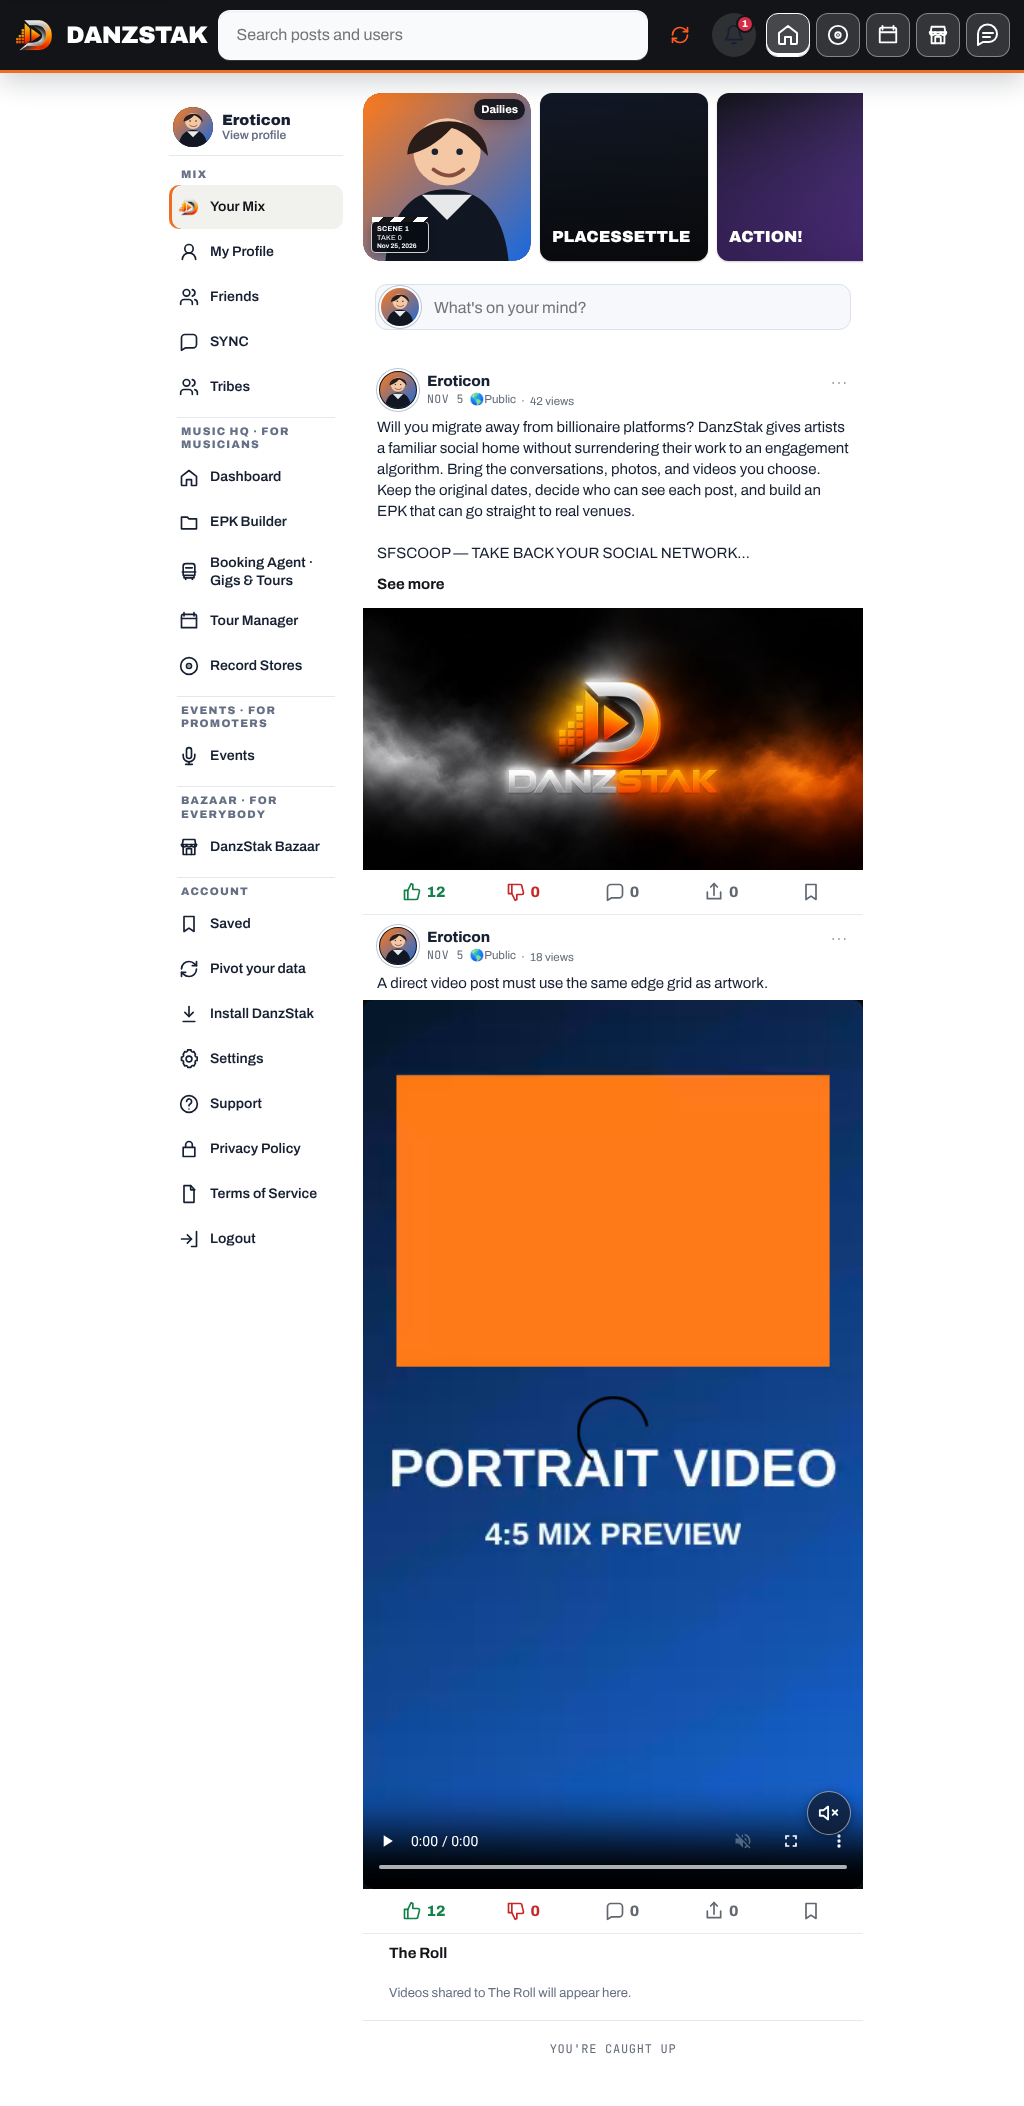 DANZSTAK
Search posts and users
1
Eroticon
View profile
MIX
Your Mix
My Profile
Friends
SYNC
Tribes
MUSIC HQ · FOR
MUSICIANS
Dashboard
EPK Builder
Booking Agent ·
Gigs & Tours
Tour Manager
Record Stores
EVENTS · FOR
PROMOTERS
Events
BAZAAR · FOR
EVERYBODY
DanzStak Bazaar
ACCOUNT
Saved
Pivot your data
Install DanzStak
Settings
Support
Privacy Policy
Terms of Service
Logout
Dailies
SCENE 1
TAKE 0
Nov 25, 2026
PLACESSETTLE
ACTION!
What's on your mind?
Eroticon
NOV 5 🌎Public · 42 views
Will you migrate away from billionaire platforms? DanzStak gives artists
a familiar social home without surrendering their work to an engagement
algorithm. Bring the conversations, photos, and videos you choose.
Keep the original dates, decide who can see each post, and build an
EPK that can go straight to real venues.
SFSCOOP — TAKE BACK YOUR SOCIAL NETWORK...
See more
DANZSTAK
12 0 0 0
Eroticon
NOV 5 🌎Public · 18 views
A direct video post must use the same edge grid as artwork.
PORTRAIT VIDEO
4:5 MIX PREVIEW
0:00 / 0:00
12 0 0 0
The Roll
Videos shared to The Roll will appear here.
YOU'RE CAUGHT UP